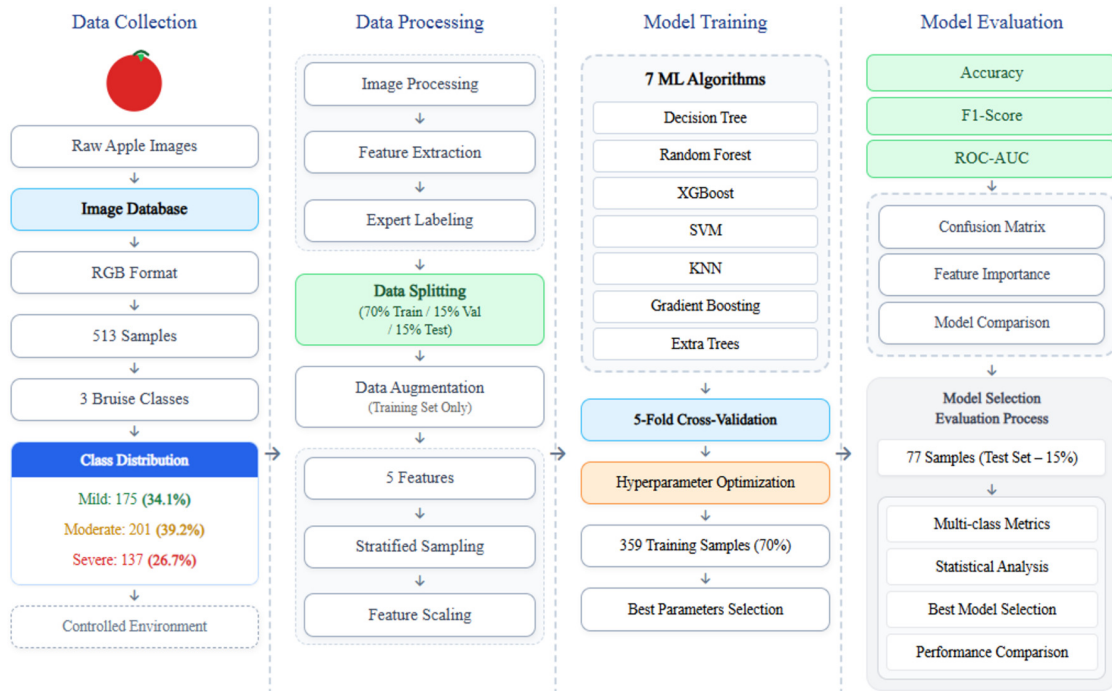 Data Collection
Raw Apple Images
Image Database
RGB Format
513 Samples
3 Bruise Classes
Class Distribution
Mild: 175 (34.1%)
Moderate: 201 (39.2%)
Severe: 137 (26.7%)
Controlled Environment
Data Processing
Image Processing
Feature Extraction
Expert Labeling
Data Splitting
(70% Train / 15% Val
/ 15% Test)
Data Augmentation
(Training Set Only)
5 Features
Stratified Sampling
Feature Scaling
Model Training
7 ML Algorithms
Decision Tree
Random Forest
XGBoost
SVM
KNN
Gradient Boosting
Extra Trees
5-Fold Cross-Validation
Hyperparameter Optimization
359 Training Samples (70%)
Best Parameters Selection
Model Evaluation
Accuracy
F1-Score
ROC-AUC
Confusion Matrix
Feature Importance
Model Comparison
Model Selection
Evaluation Process
77 Samples (Test Set – 15%)
Multi-class Metrics
Statistical Analysis
Best Model Selection
Performance Comparison